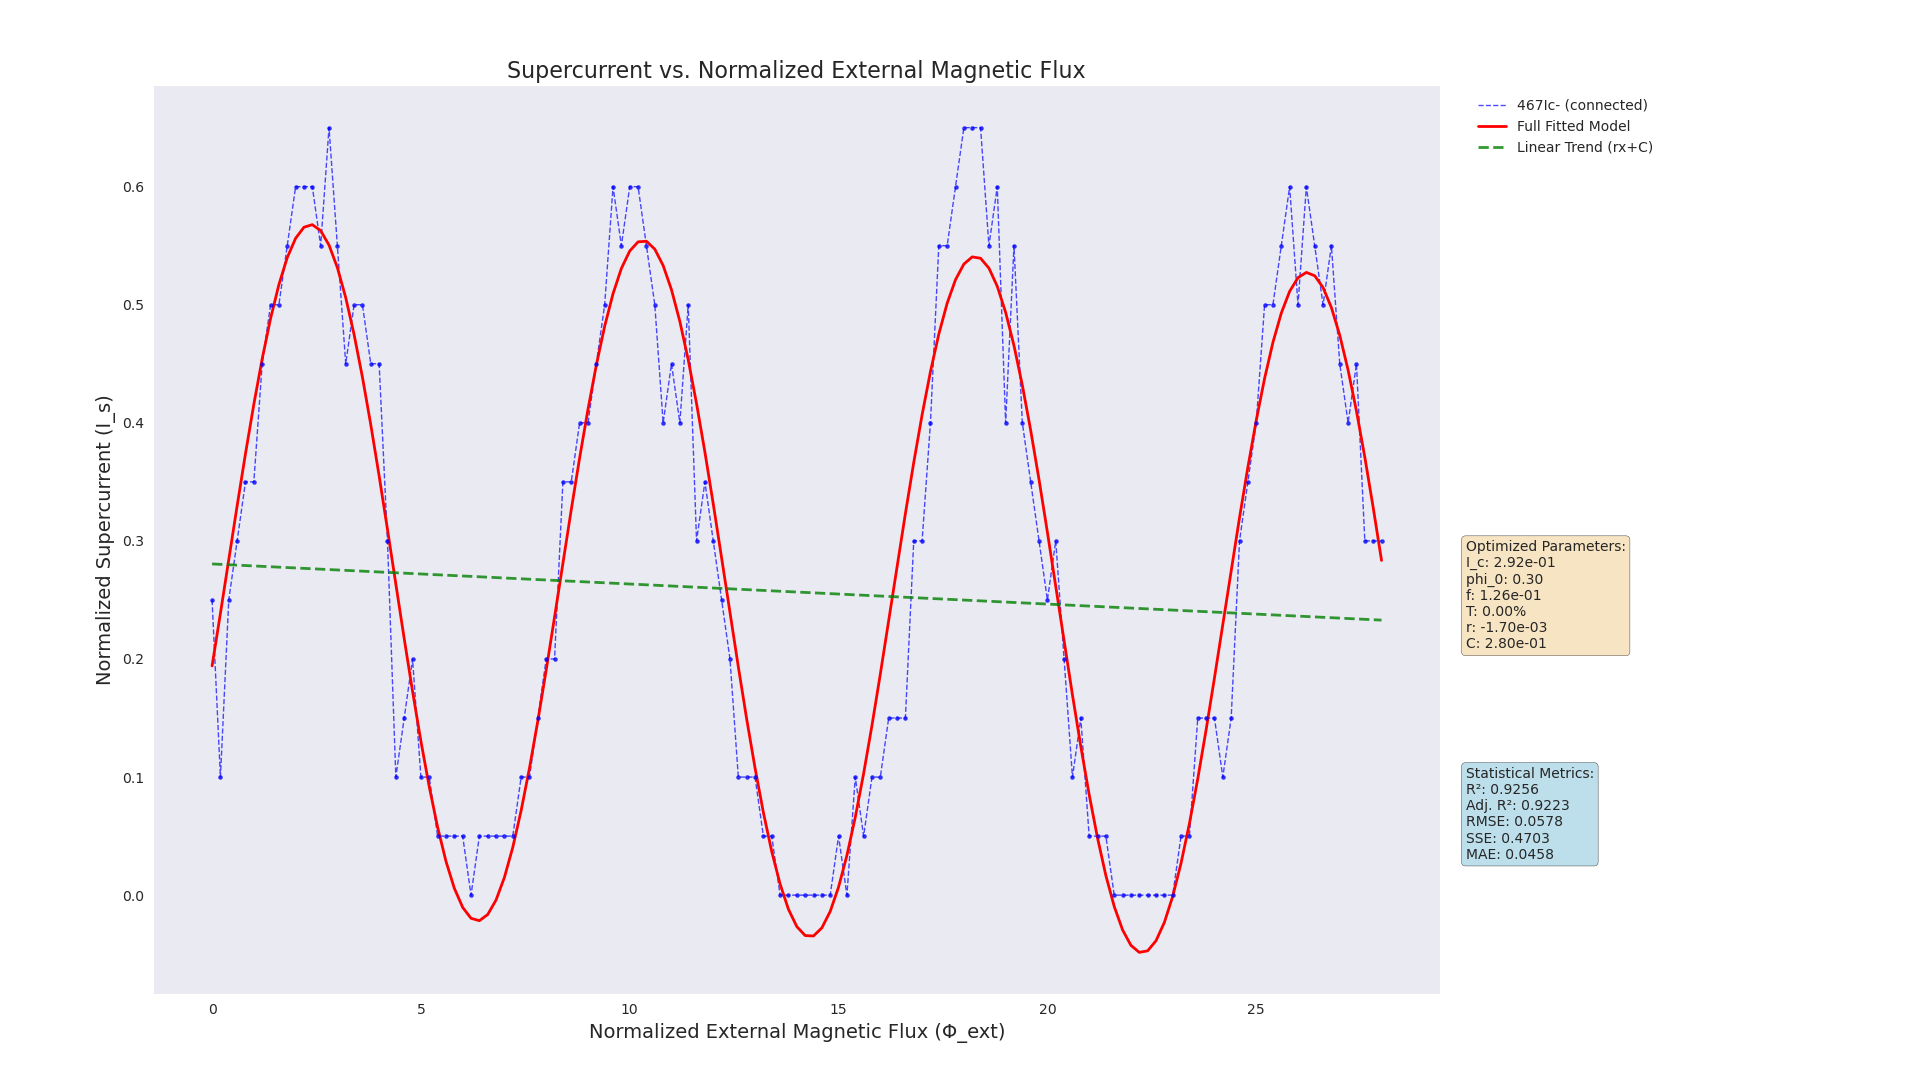 Supercurrent vs. Normalized External Magnetic Flux
467Ic- (connected)
Full Fitted Model
Linear Trend (rx+C)
Normalized Supercurrent (I_s)
0.6
0.5
0.4
0.3
0.2
0.1
0.0
0
5
10
15
20
25
Normalized External Magnetic Flux (Φ_ext)
Optimized Parameters:
I_c: 2.92e-01
phi_0: 0.30
f: 1.26e-01
T: 0.00%
r: -1.70e-03
C: 2.80e-01
Statistical Metrics:
R²: 0.9256
Adj. R²: 0.9223
RMSE: 0.0578
SSE: 0.4703
MAE: 0.0458